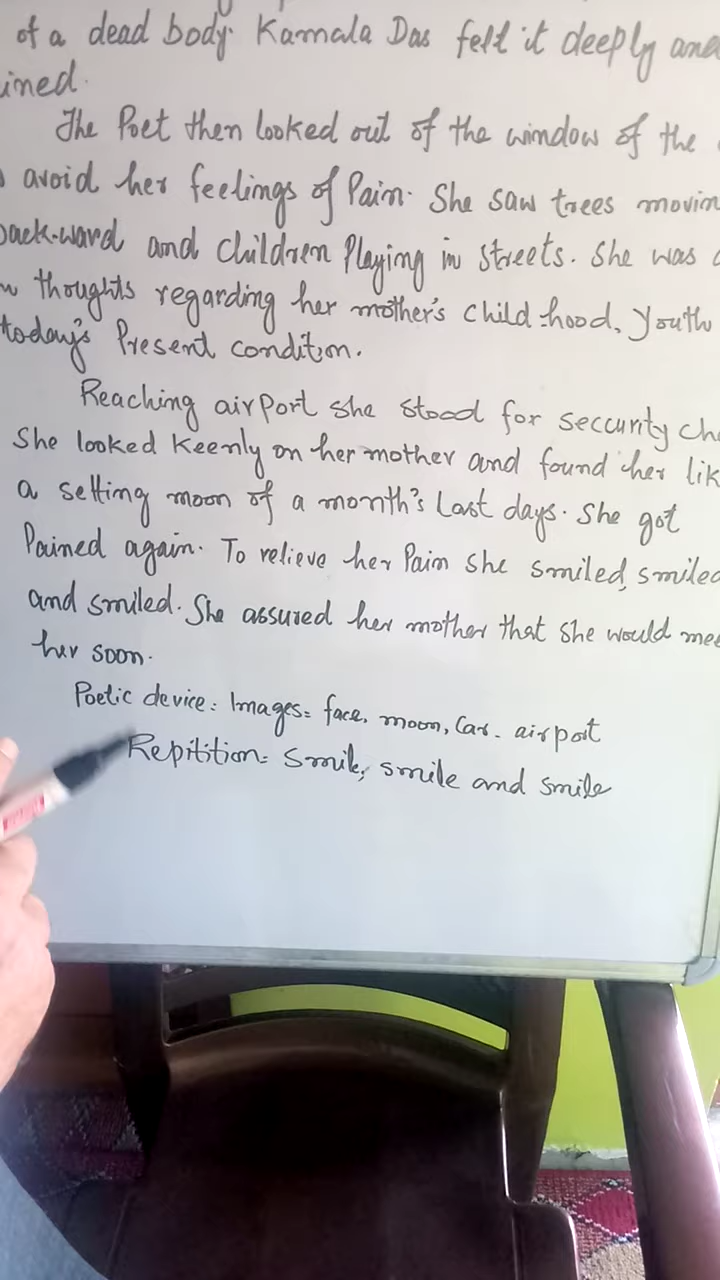 of a dead body. Kamala Das felt it deeply and
ined.
The Poet then looked out of the window of the
avoid her feelings of Pain. She saw trees movin
back-ward and children Playing in streets. She was
thoughts regarding her mother's child-hood, youth
today's Present condition.
Reaching airport she stood for security che
She looked keenly on her mother and found her lik
a setting moon of a month's last days. She got
Pained again. To relieve her Pain she smiled, smiled
and smiled. She assured her mother that she would mee
her soon.
Poetic device: Images= face, moon, Car. airport
Repitition= Smile, smile and smile